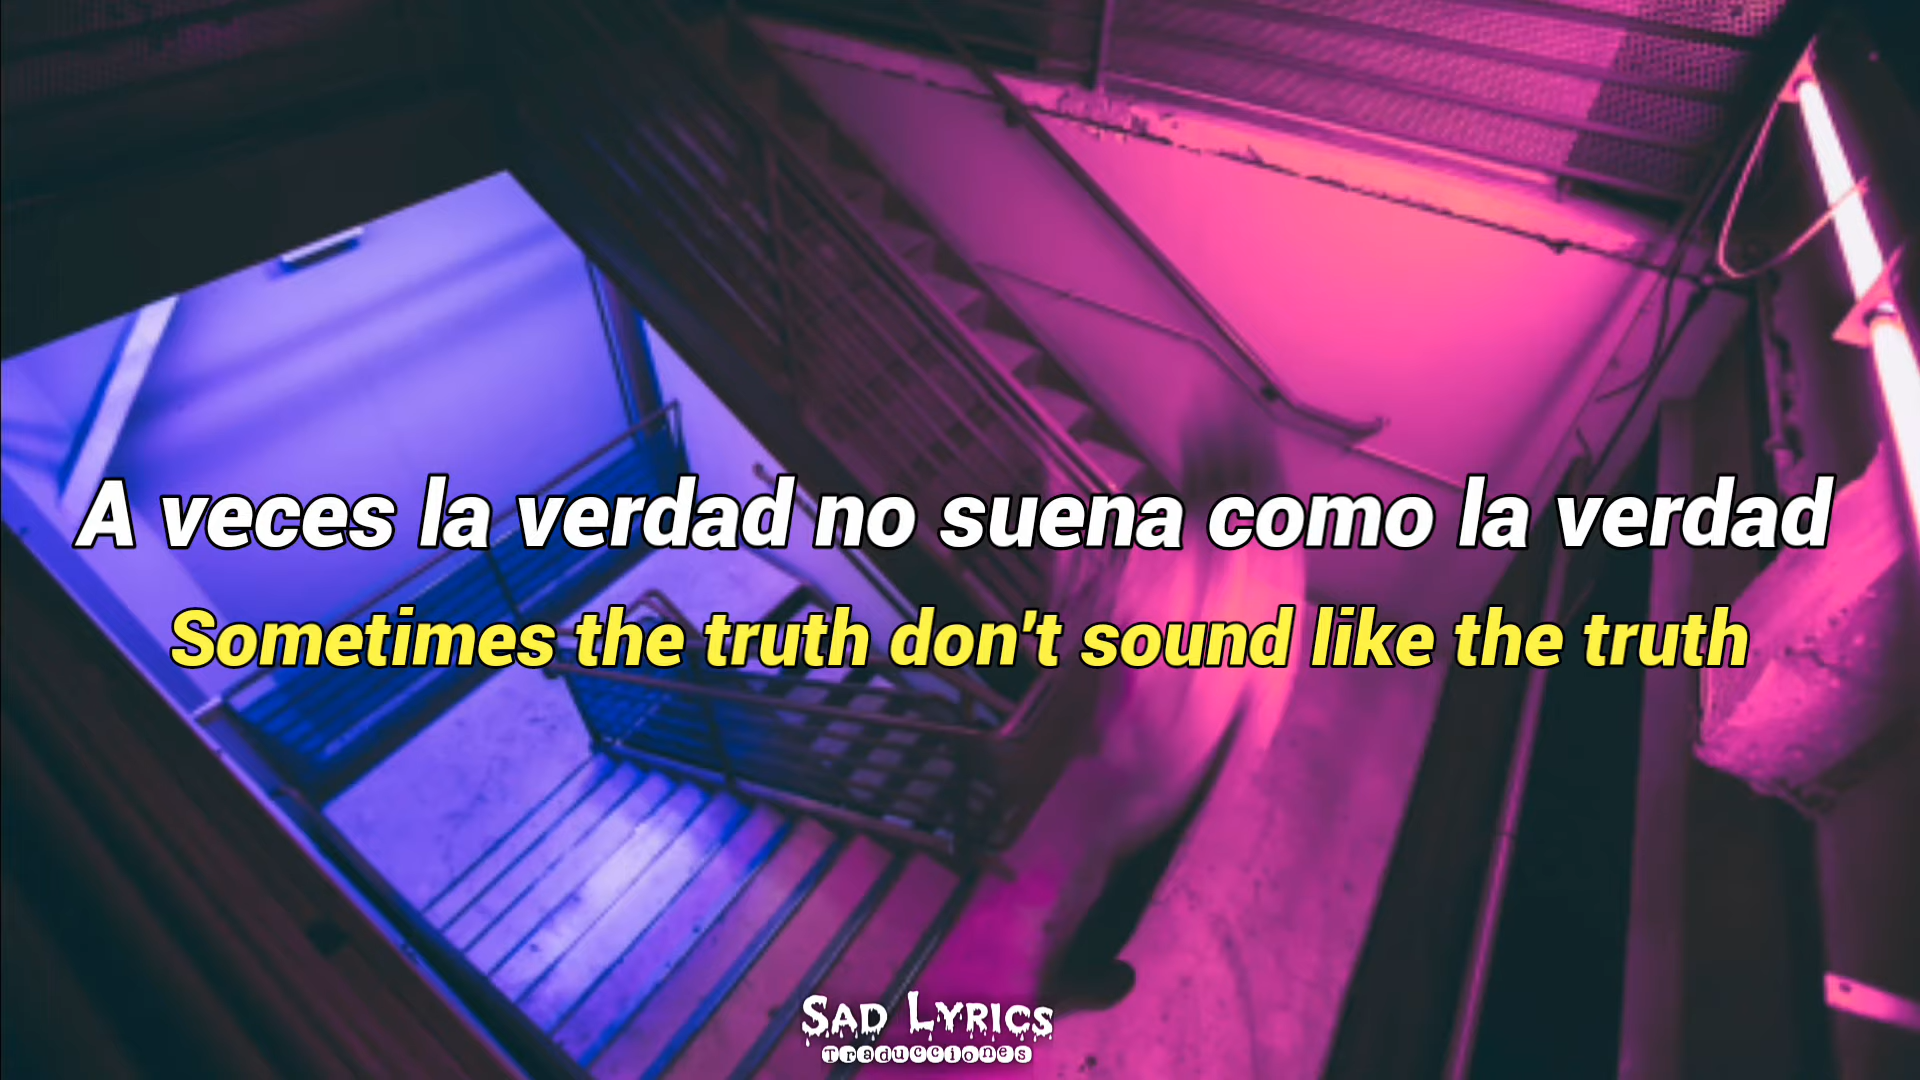 A veces la verdad no suena como la verdad
Sometimes the truth don't sound like the truth
SAD LYRICS
Traducciones